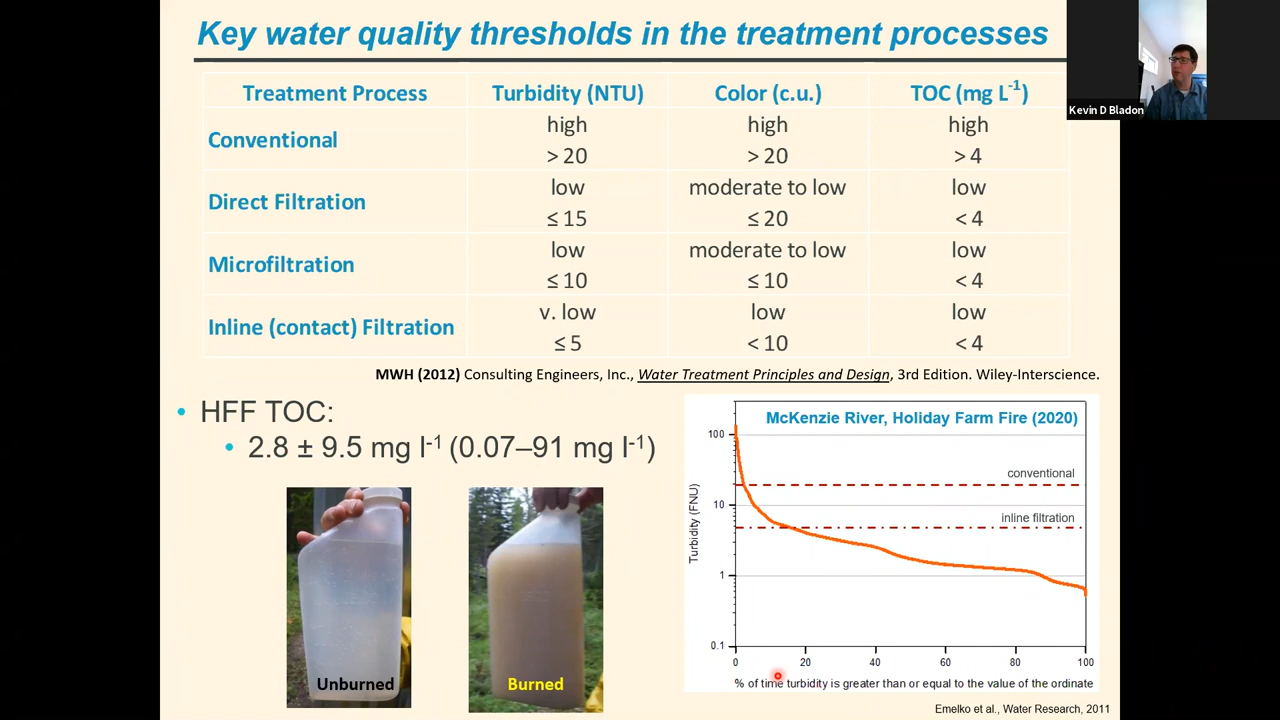 Key water quality thresholds in the treatment processes
Kevin D Bladon
Treatment Process Turbidity (NTU) Color (c.u.) TOC (mg L-1)
Conventional
high high high
> 20 > 20 > 4
Direct Filtration
low moderate to low low
≤ 15 ≤ 20 < 4
Microfiltration
low moderate to low low
≤ 10 ≤ 10 < 4
Inline (contact) Filtration
v. low low low
≤ 5 < 10 < 4
MWH (2012) Consulting Engineers, Inc., Water Treatment Principles and Design, 3rd Edition. Wiley-Interscience.
• HFF TOC:
• 2.8 ± 9.5 mg l-1 (0.07–91 mg l-1)
Unburned
Burned
McKenzie River, Holiday Farm Fire (2020)
conventional
inline filtration
Turbidity (FNU)
100
10
1
0.1
0 20 40 60 80 100
% of time turbidity is greater than or equal to the value of the ordinate
Emelko et al., Water Research, 2011